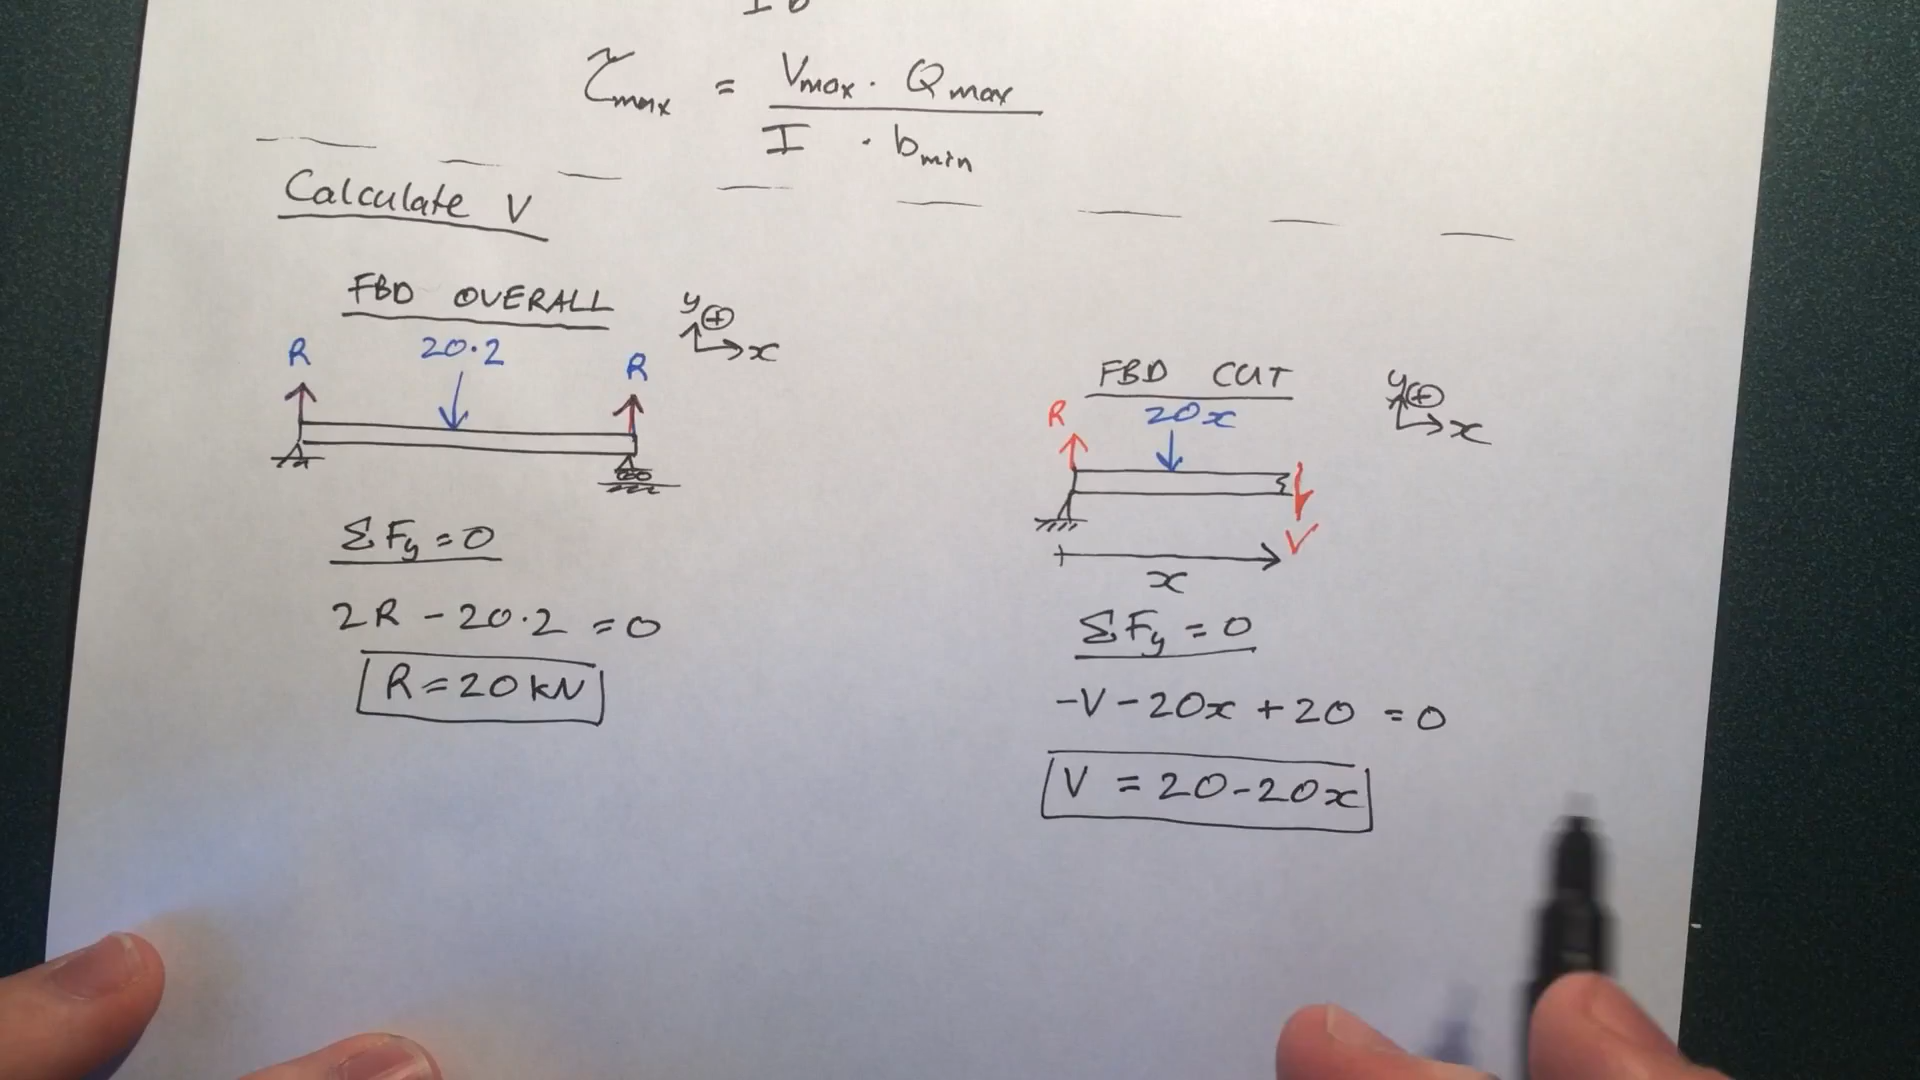 I b
τmax = Vmax · Qmax
I · bmin
Calculate V
FBD OVERALL
y + x
R 20·2 R
ΣFy = 0
2R - 20·2 = 0
R = 20 kN
FBD CUT
y + x
R 20x
V
x
ΣFy = 0
-V - 20x + 20 = 0
V = 20 - 20x